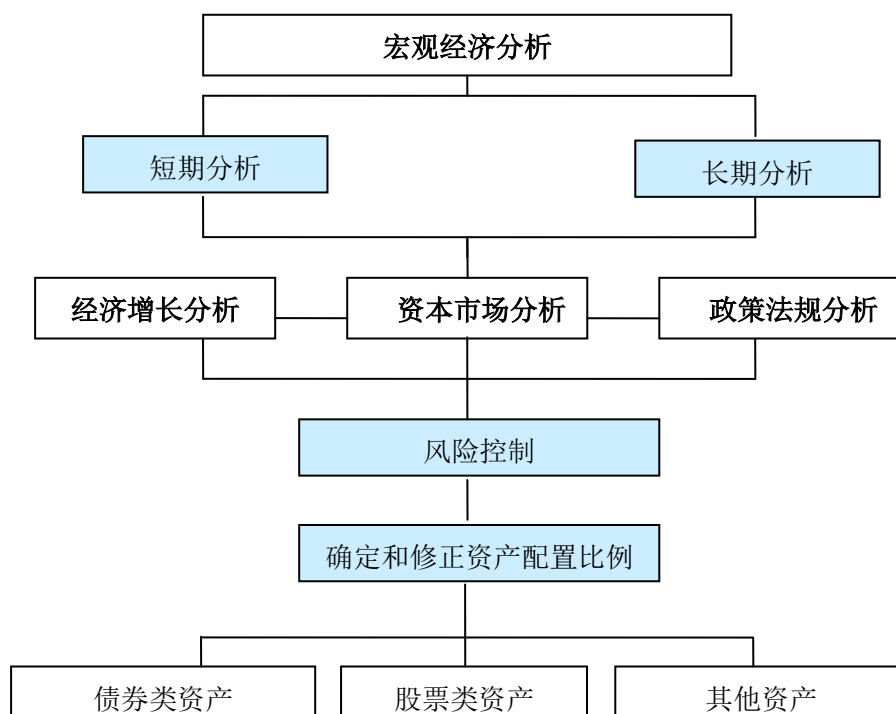 宏观经济分析
短期分析
长期分析
经济增长分析
资本市场分析
政策法规分析
风险控制
确定和修正资产配置比例
债券类资产
股票类资产
其他资产